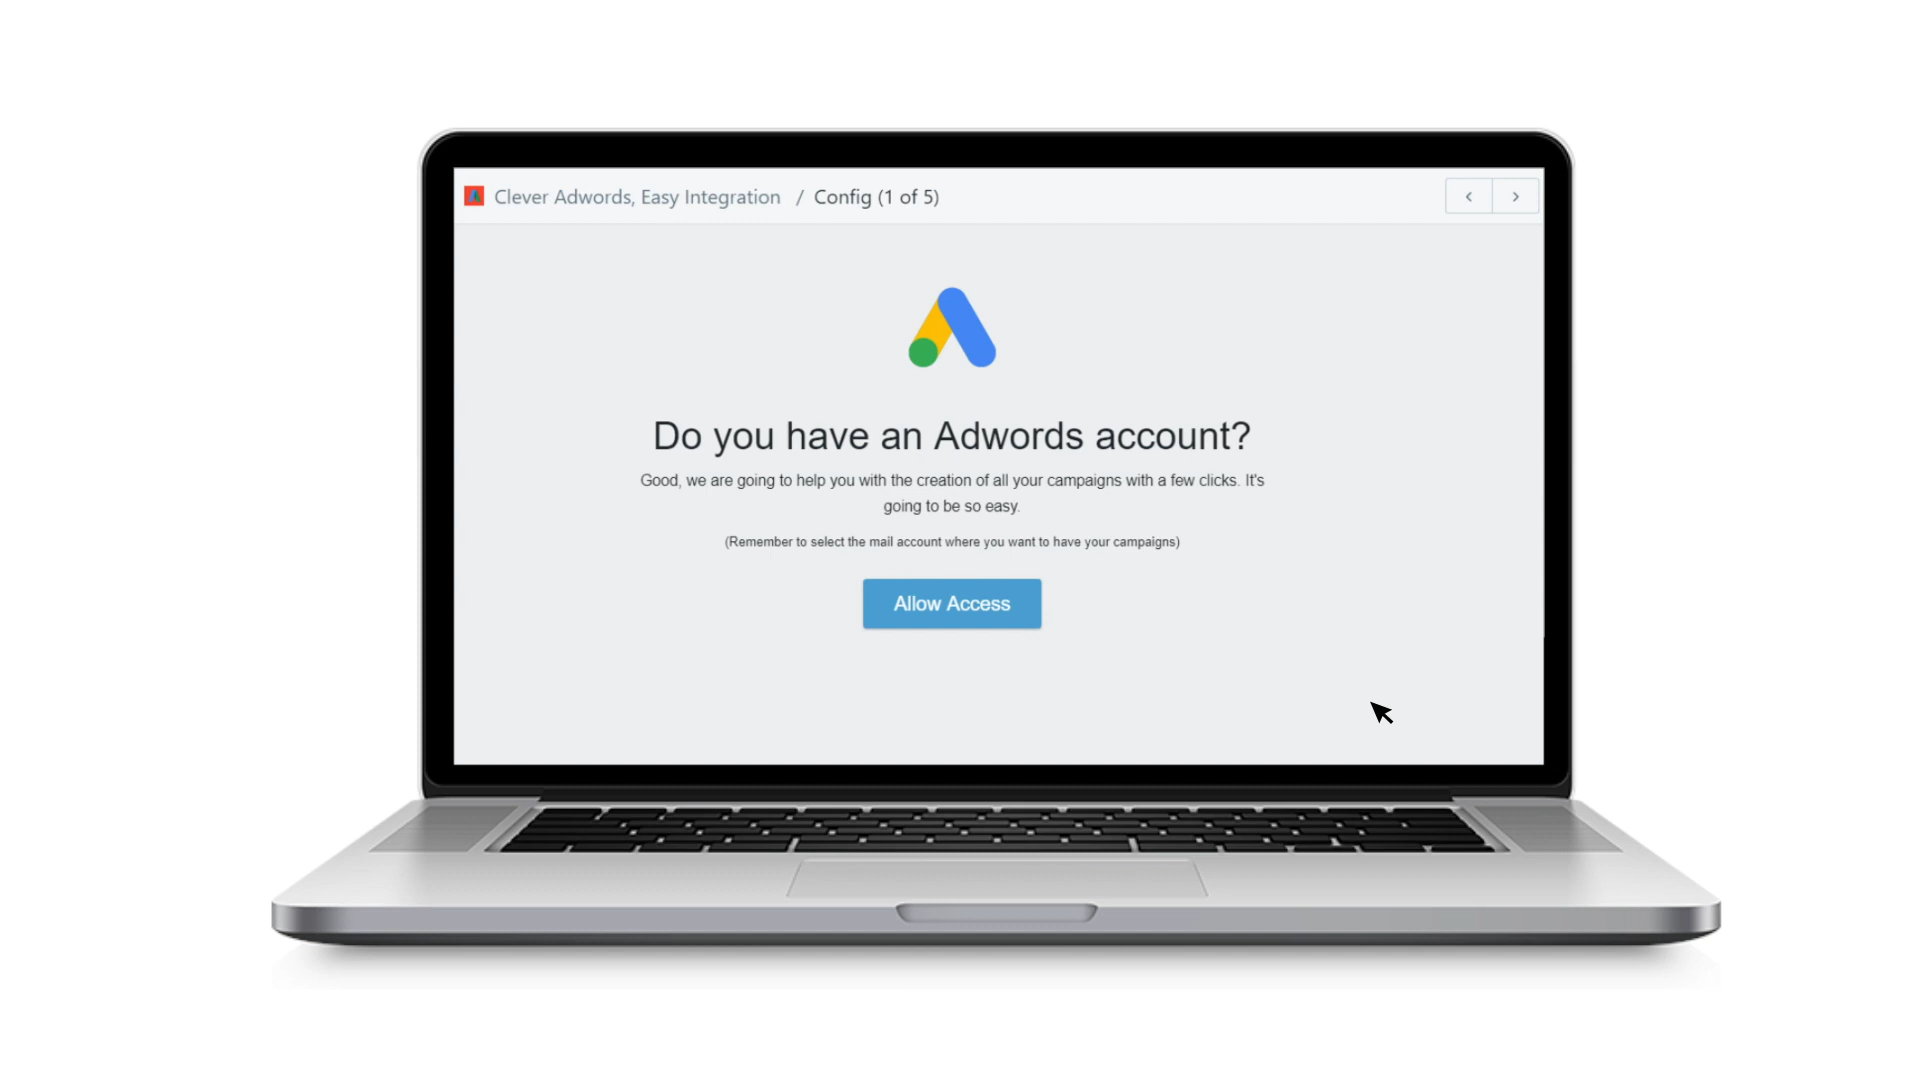 Clever Adwords, Easy Integration / Config (1 of 5)
Do you have an Adwords account?
Good, we are going to help you with the creation of all your campaigns with a few clicks. It's
going to be so easy.
(Remember to select the mail account where you want to have your campaigns)
Allow Access